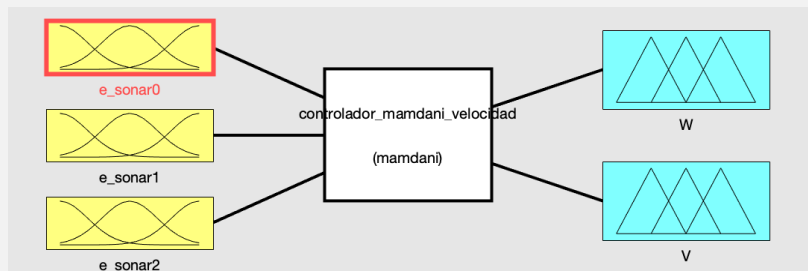 e_sonar0
controlador_mamdani_velocidad
W
(mamdani)
e_sonar1
e_sonar2
V